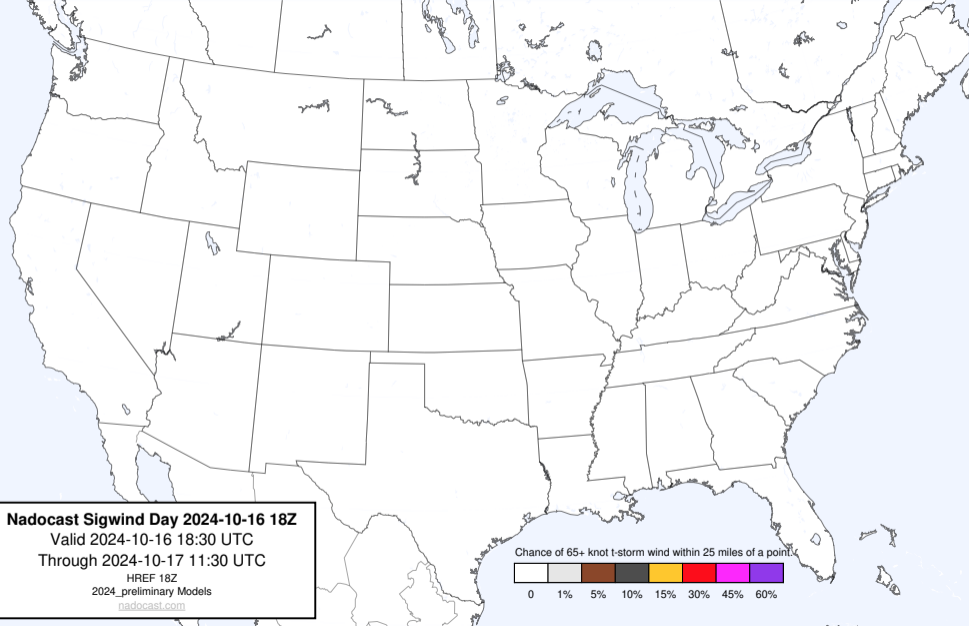 Nadocast Sigwind Day 2024-10-16 18Z
Valid 2024-10-16 18:30 UTC
Through 2024-10-17 11:30 UTC
HREF 18Z
2024_preliminary Models
nadocast.com
Chance of 65+ knot t-storm wind within 25 miles of a point.
0 1% 5% 10% 15% 30% 45% 60%